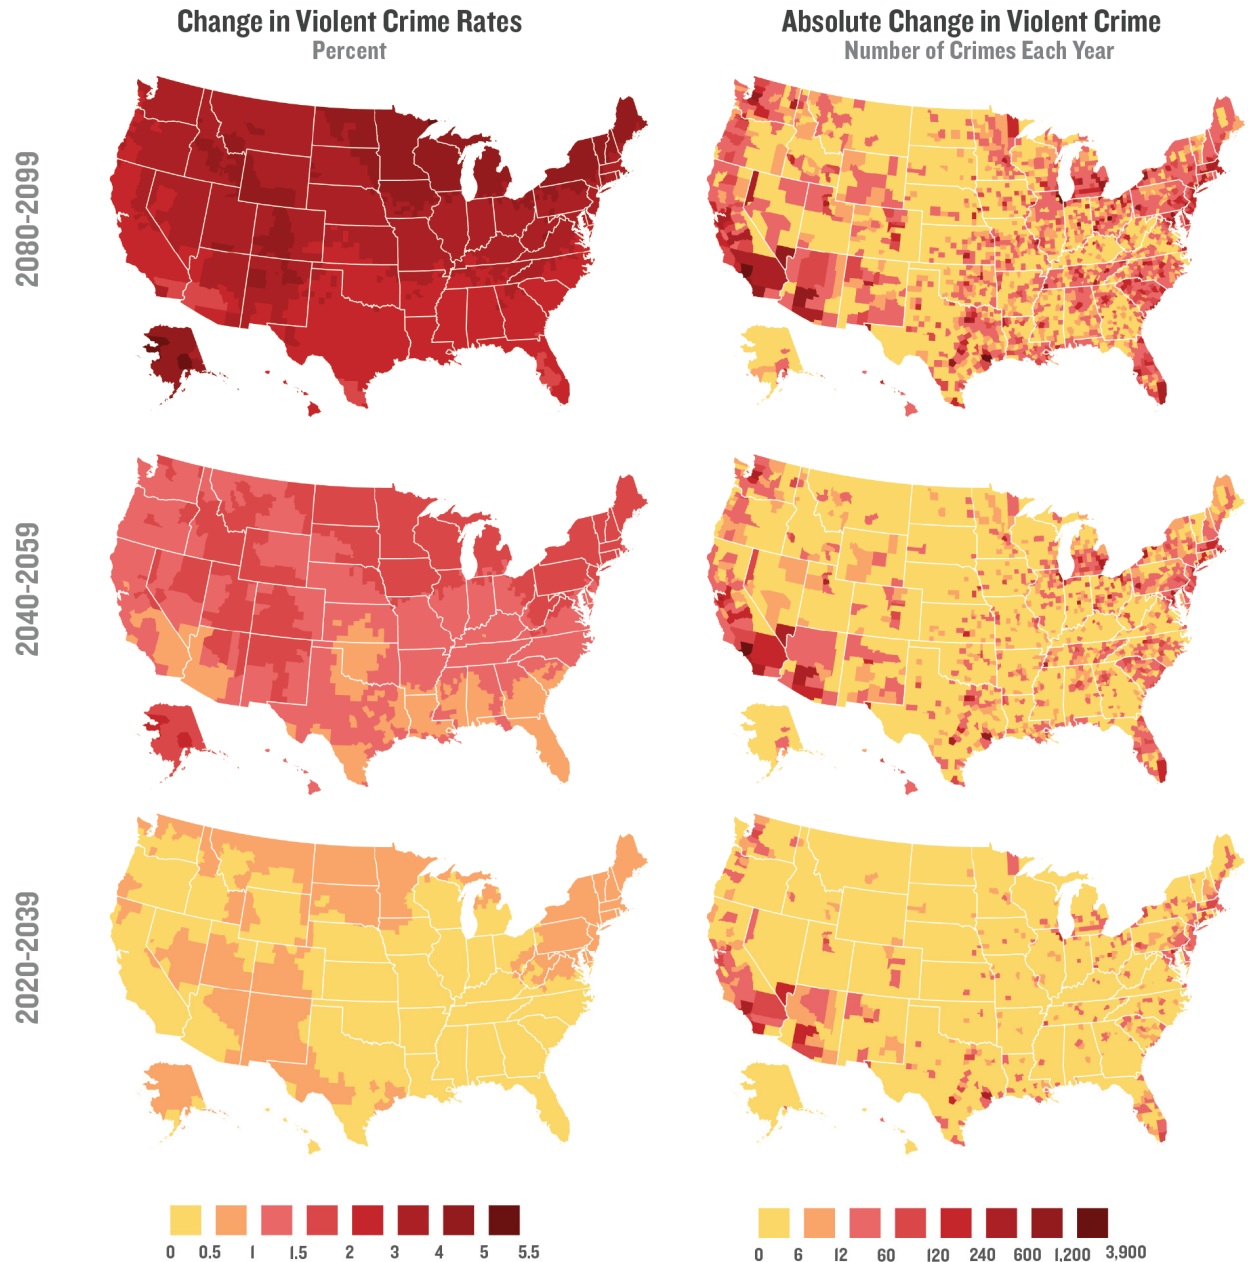 Change in Violent Crime Rates
Percent
Absolute Change in Violent Crime
Number of Crimes Each Year
2080-2099
2040-2059
2020-2039
0 0.5 1 1.5 2 3 4 5 5.5
0 6 12 60 120 240 600 1,200 3,900